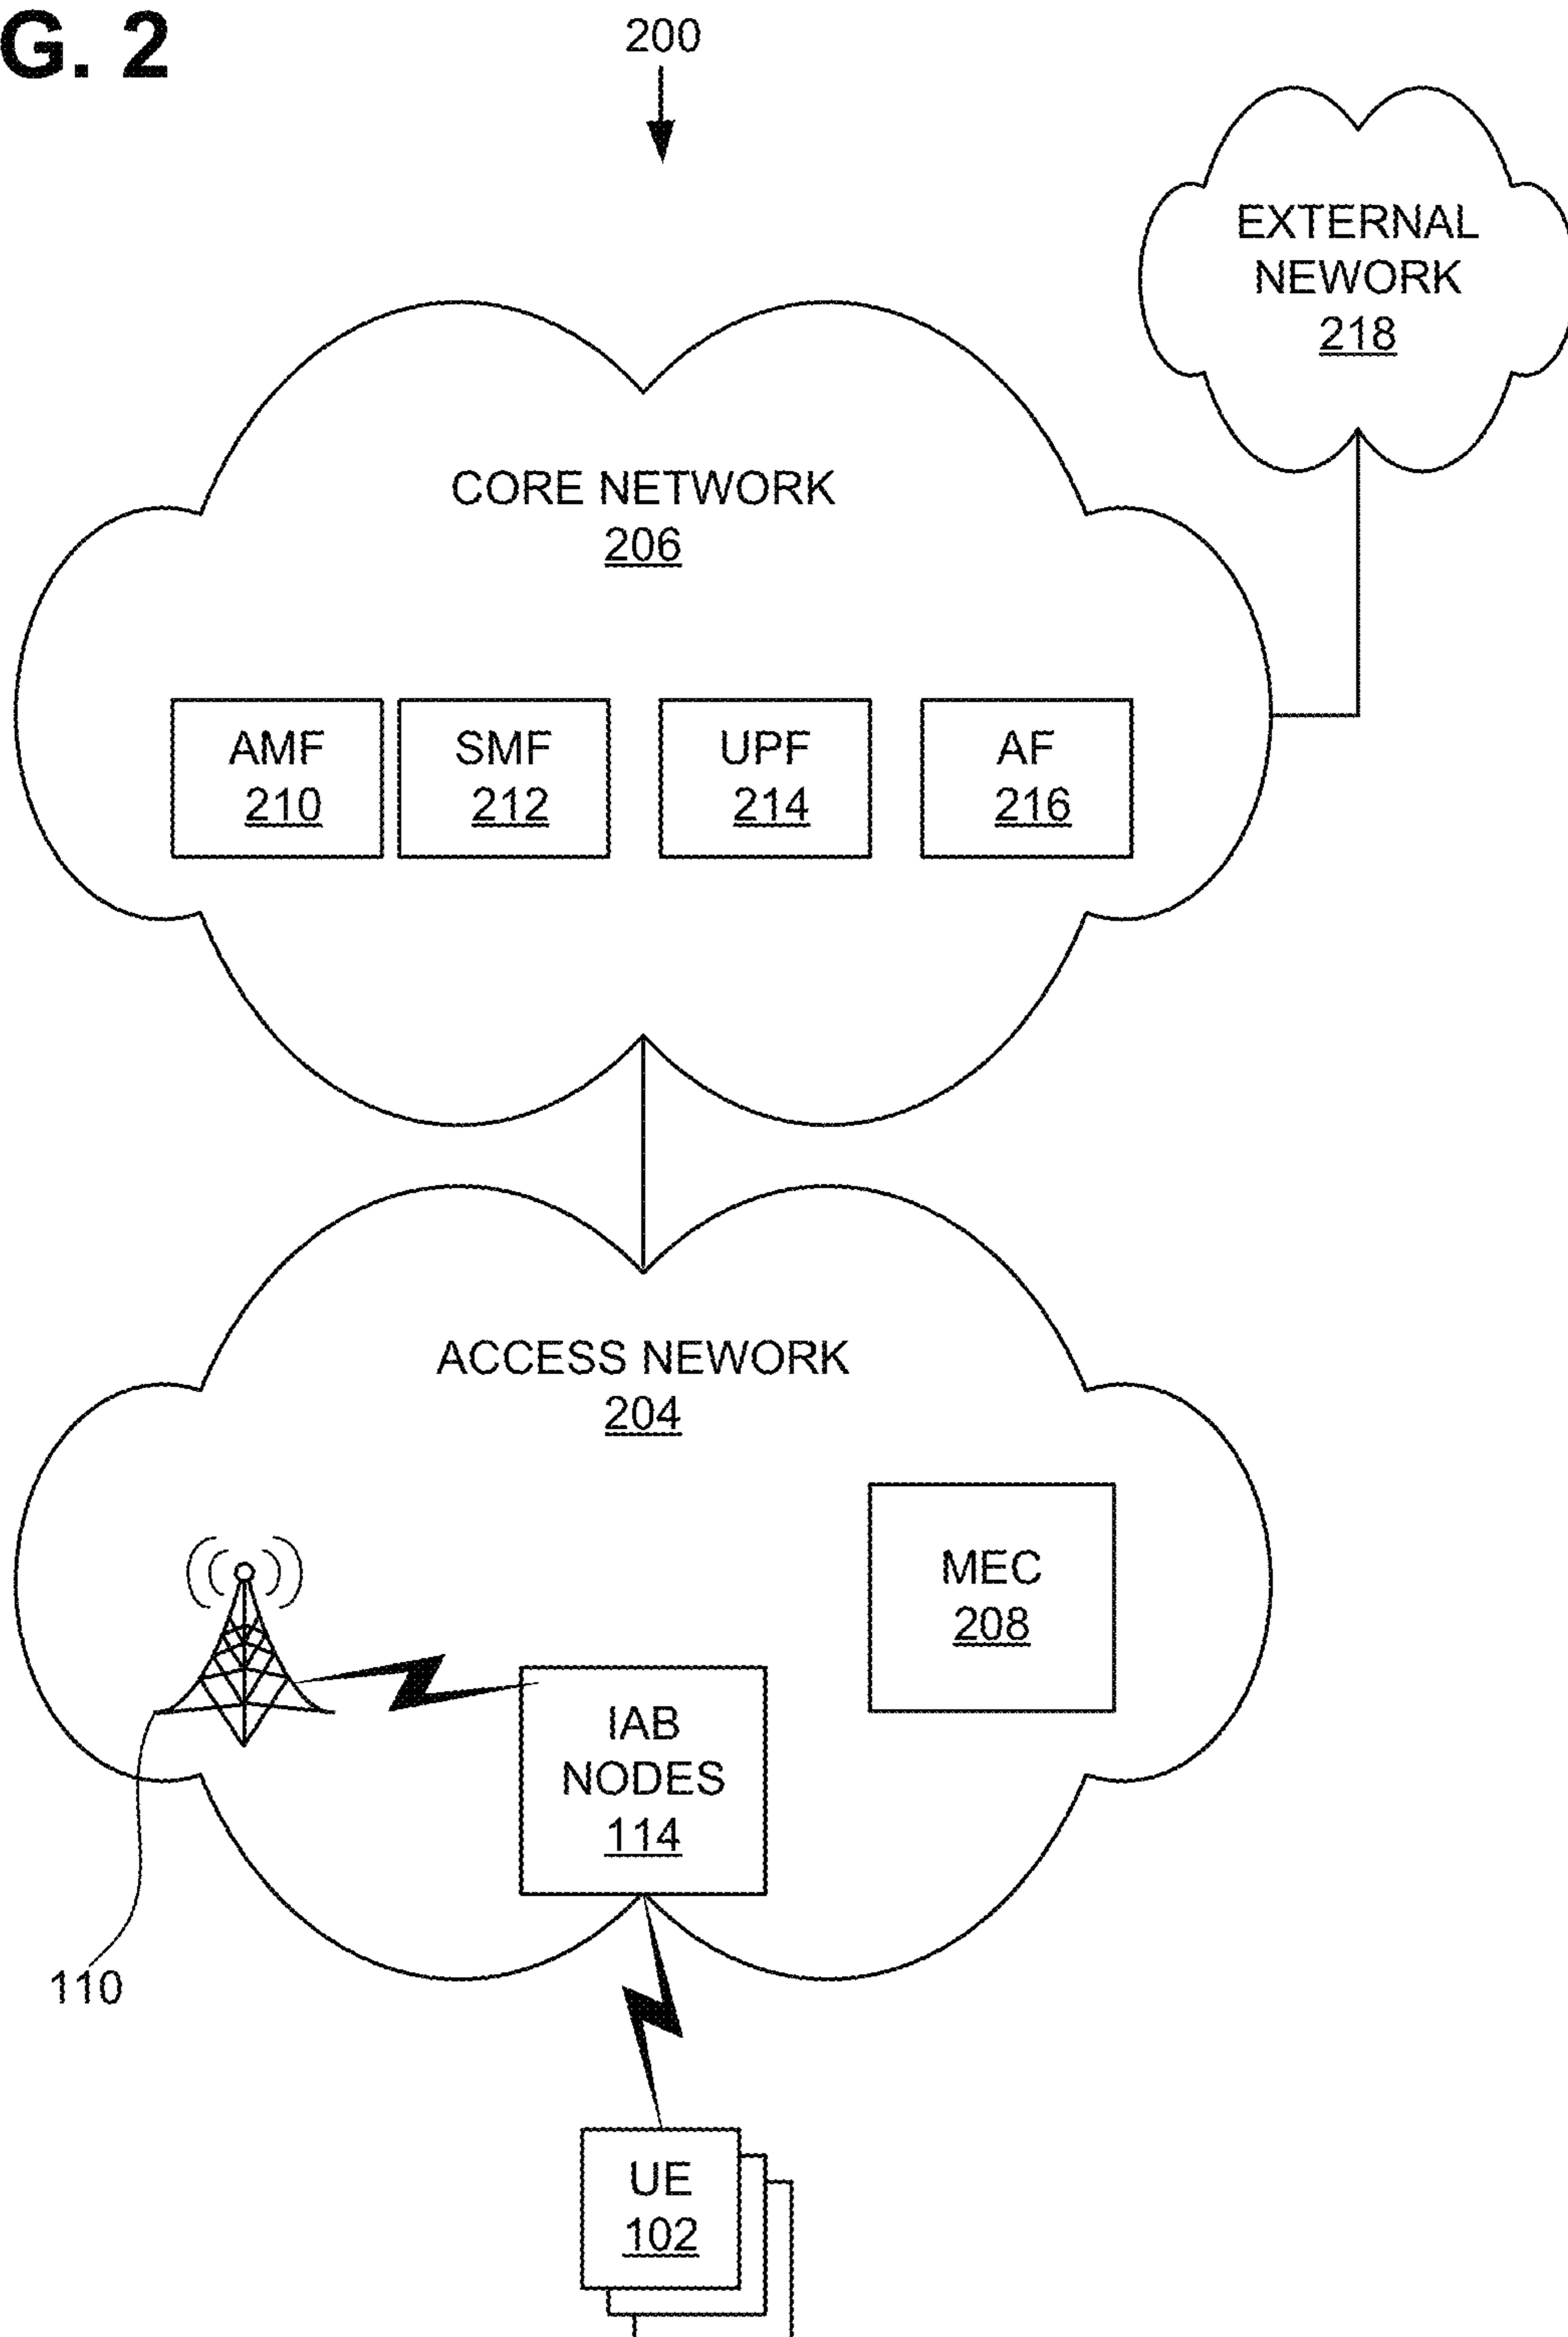 G. 2
200
EXTERNAL
NEWORK
218
CORE NETWORK
206
AMF
210
SMF
212
UPF
214
AF
216
ACCESS NEWORK
204
MEC
208
IAB
NODES
114
110
UE
102